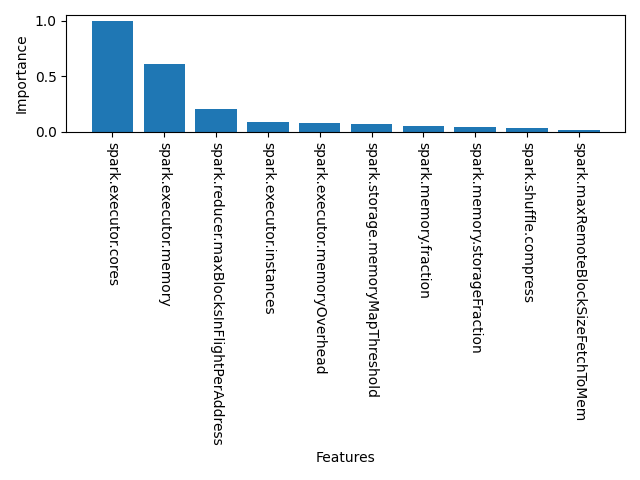 Importance
1.0
0.5
0.0
spark.executor.cores
spark.executor.memory
spark.reducer.maxBlocksInFlightPerAddress
spark.executor.instances
spark.executor.memoryOverhead
spark.storage.memoryMapThreshold
spark.memory.fraction
spark.memory.storageFraction
spark.shuffle.compress
spark.maxRemoteBlockSizeFetchToMem
Features